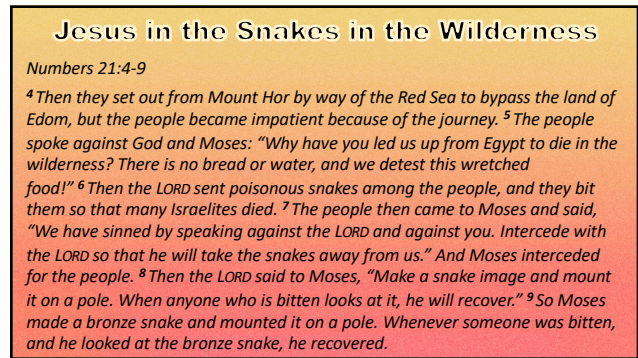 Jesus in the Snakes in the Wilderness
Numbers 21:4-9
4 Then they set out from Mount Hor by way of the Red Sea to bypass the land of
Edom, but the people became impatient because of the journey. 5 The people
spoke against God and Moses: “Why have you led us up from Egypt to die in the
wilderness? There is no bread or water, and we detest this wretched
food!” 6 Then the LORD sent poisonous snakes among the people, and they bit
them so that many Israelites died. 7 The people then came to Moses and said,
“We have sinned by speaking against the LORD and against you. Intercede with
the LORD so that he will take the snakes away from us.” And Moses interceded
for the people. 8 Then the LORD said to Moses, “Make a snake image and mount
it on a pole. When anyone who is bitten looks at it, he will recover.” 9 So Moses
made a bronze snake and mounted it on a pole. Whenever someone was bitten,
and he looked at the bronze snake, he recovered.